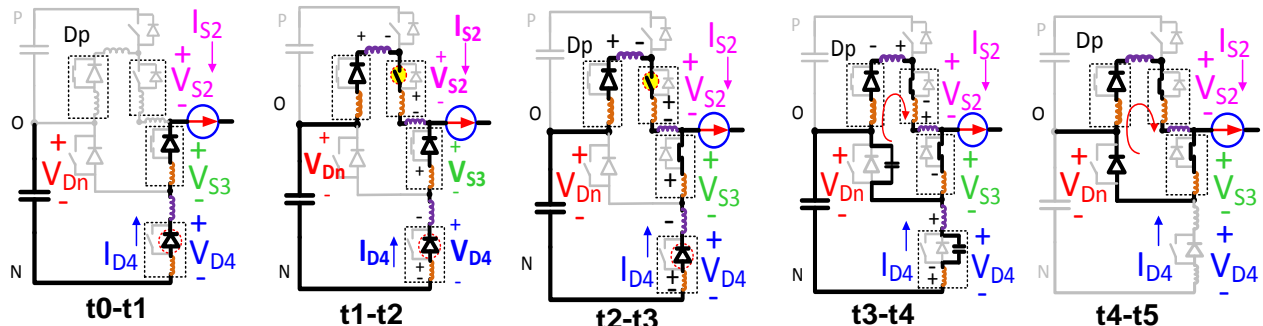 P
Dp
I_S2
+
V_S2
-
O
+
V_Dn
-
+
V_S3
-
I_D4
+
V_D4
-
N
t0-t1
P
+ -
I_S2
+
V_S2
-
O
+
V_Dn
-
+
+
V_S3
-
-
I_D4
+
V_D4
-
+
-
N
t1-t2
P
Dp
+ -
I_S2
+
V_S2
-
-
+
O
+
V_Dn
-
+
V_S3
-
-
I_D4
+
V_D4
-
-
+
N
t2-t3
P
Dp
- +
I_S2
+
V_S2
-
-
+
O
+
V_Dn
-
-
+
V_S3
-
+
I_D4
+
V_D4
-
-
+
N
t3-t4
P
Dp
I_S2
+
V_S2
-
O
+
V_Dn
-
+
V_S3
-
I_D4
+
V_D4
-
N
t4-t5